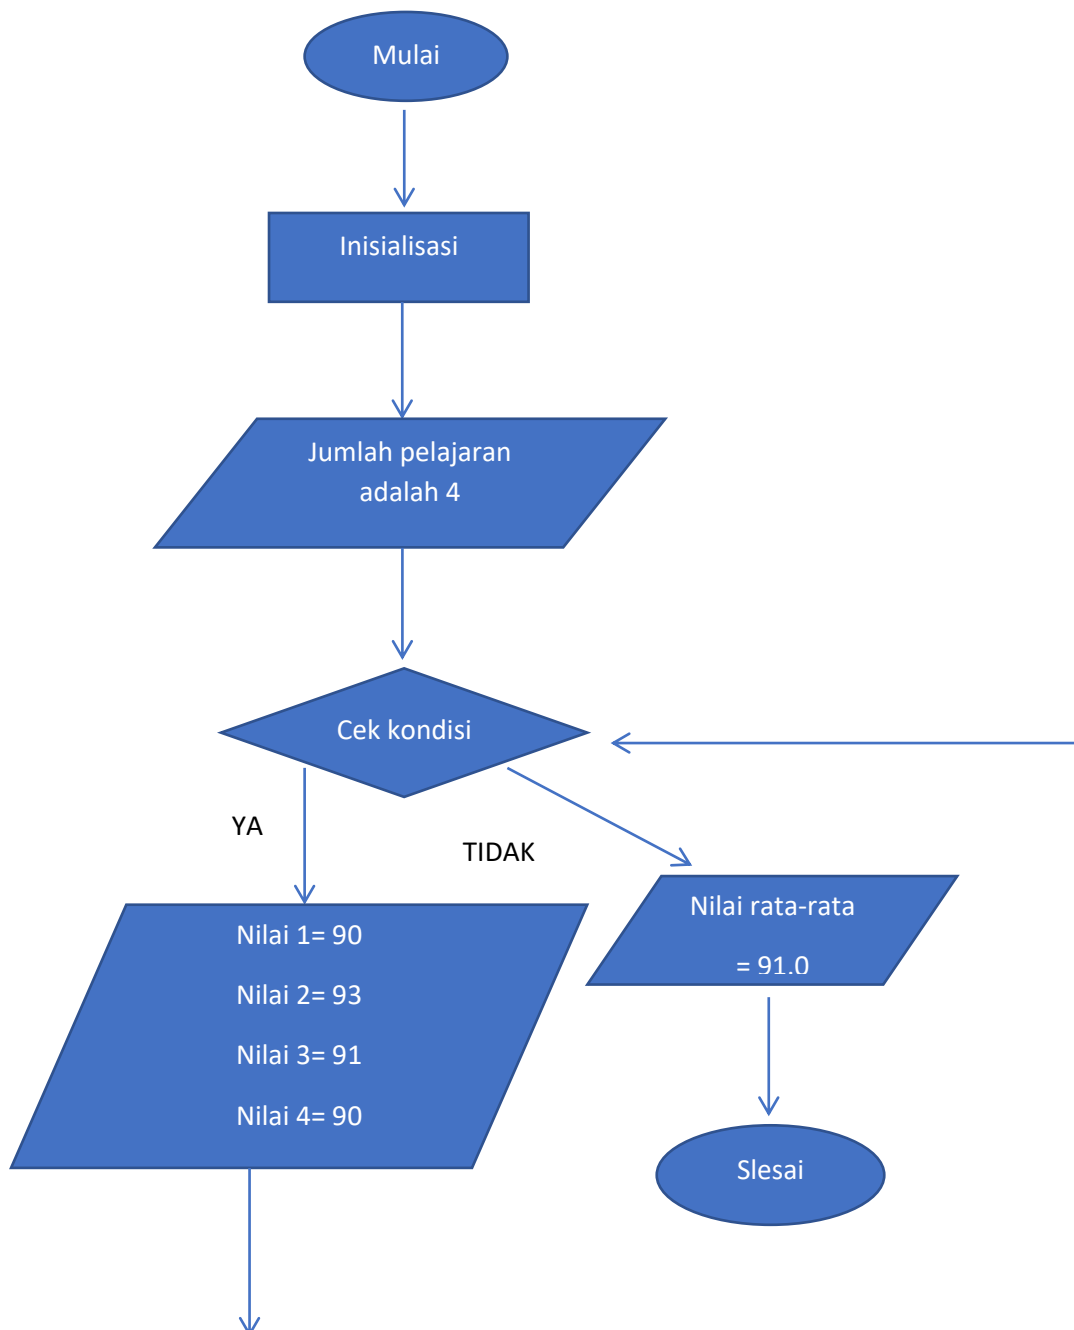 Mulai
Inisialisasi
Jumlah pelajaran
adalah 4
Cek kondisi
YA
TIDAK
Nilai rata-rata
= 91.0
Nilai 1= 90
Nilai 2= 93
Nilai 3= 91
Nilai 4= 90
Slesai